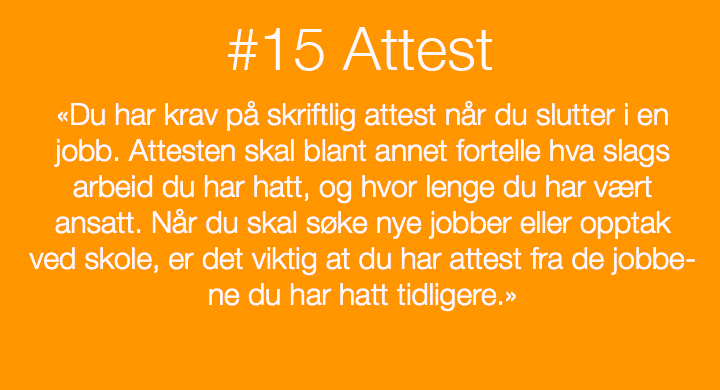 #15 Attest
«Du har krav på skriftlig attest når du slutter i en
jobb. Attesten skal blant annet fortelle hva slags
arbeid du har hatt, og hvor lenge du har vært
ansatt. Når du skal søke nye jobber eller opptak
ved skole, er det viktig at du har attest fra de jobbe-
ne du har hatt tidligere.»